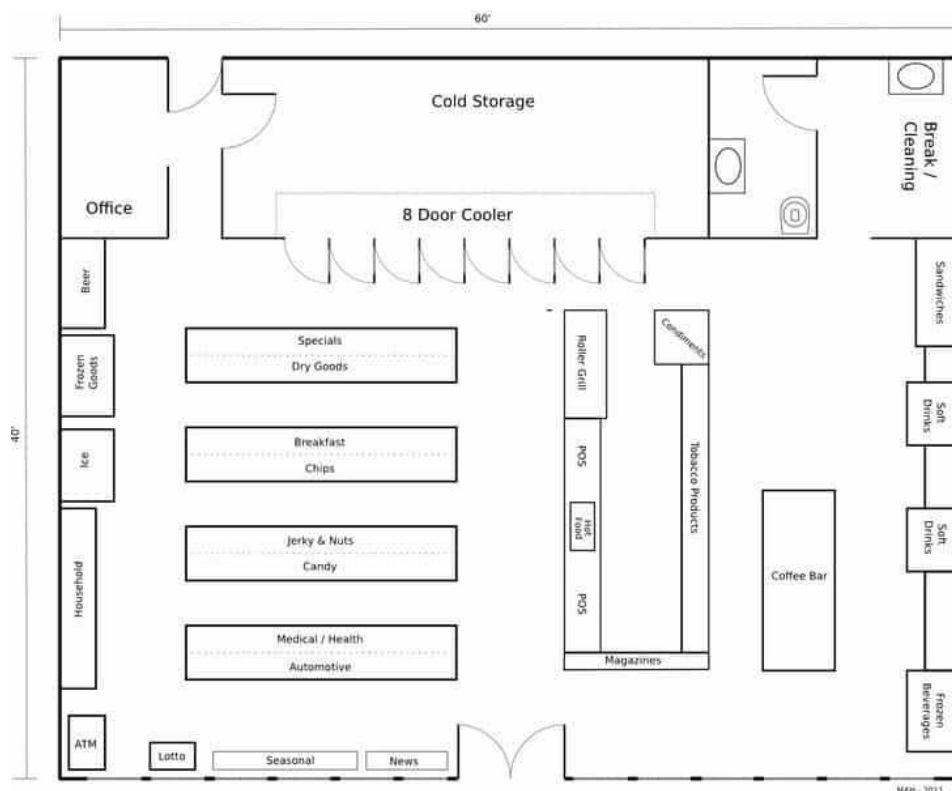 60'
40'
Cold Storage
Break /
Cleaning
Office
8 Door Cooler
Beer
Sandwiches
Specials
Dry Goods
Roller Grill
Condiments
Frozen
Goods
Soft
Drinks
Breakfast
Chips
POS
Tobacco Products
Ice
Hot
Food
Soft
Drinks
Jerky & Nuts
Candy
Coffee Bar
Household
POS
Medical / Health
Automotive
Magazines
Frozen
Beverages
ATM
Lotto
Seasonal
News